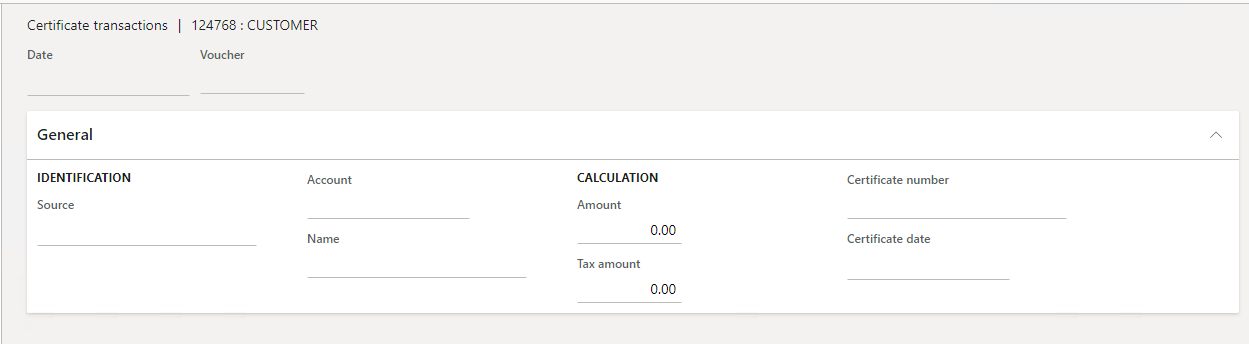 Certificate transactions | 124768 : CUSTOMER
Date
Voucher
General
IDENTIFICATION
Source
Account
Name
CALCULATION
Amount
0.00
Tax amount
0.00
Certificate number
Certificate date